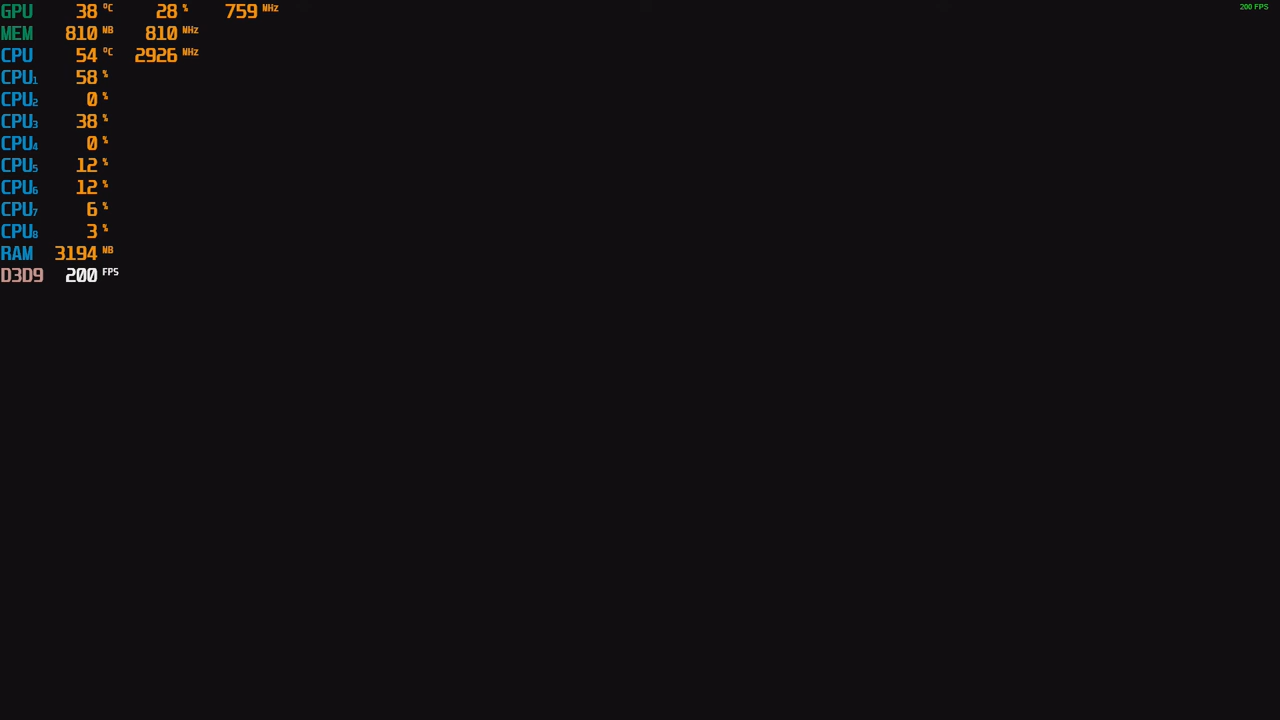 GPU 38 °C 28 % 759 MHz
200 FPS
MEM 810 MB 810 MHz
CPU 54 °C 2926 MHz
CPU1 58 %
CPU2 0 %
CPU3 38 %
CPU4 0 %
CPU5 12 %
CPU6 12 %
CPU7 6 %
CPU8 3 %
RAM 3194 MB
D3D9 200 FPS